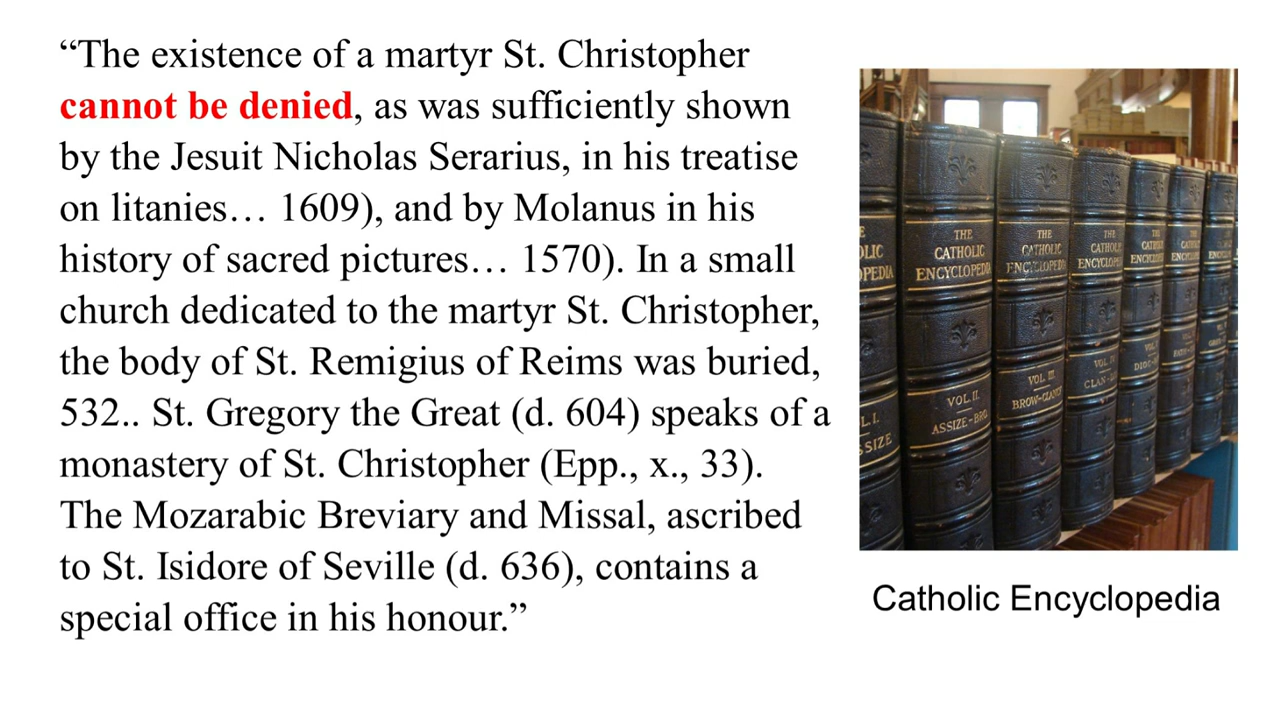 “The existence of a martyr St. Christopher
cannot be denied, as was sufficiently shown
by the Jesuit Nicholas Serarius, in his treatise
on litanies… 1609), and by Molanus in his
history of sacred pictures… 1570). In a small
church dedicated to the martyr St. Christopher,
the body of St. Remigius of Reims was buried,
532.. St. Gregory the Great (d. 604) speaks of a
monastery of St. Christopher (Epp., x., 33).
The Mozarabic Breviary and Missal, ascribed
to St. Isidore of Seville (d. 636), contains a
special office in his honour.”
THE
CATHOLIC
ENCYCLOPEDIA
VOL. II.
ASSIZE-BRO
THE
CATHOLIC
ENCYCLOPED
VOL. III.
BROW-CLANCY
THE
CATHOLIC
ENCYCLOPE
CLAN-
Catholic Encyclopedia